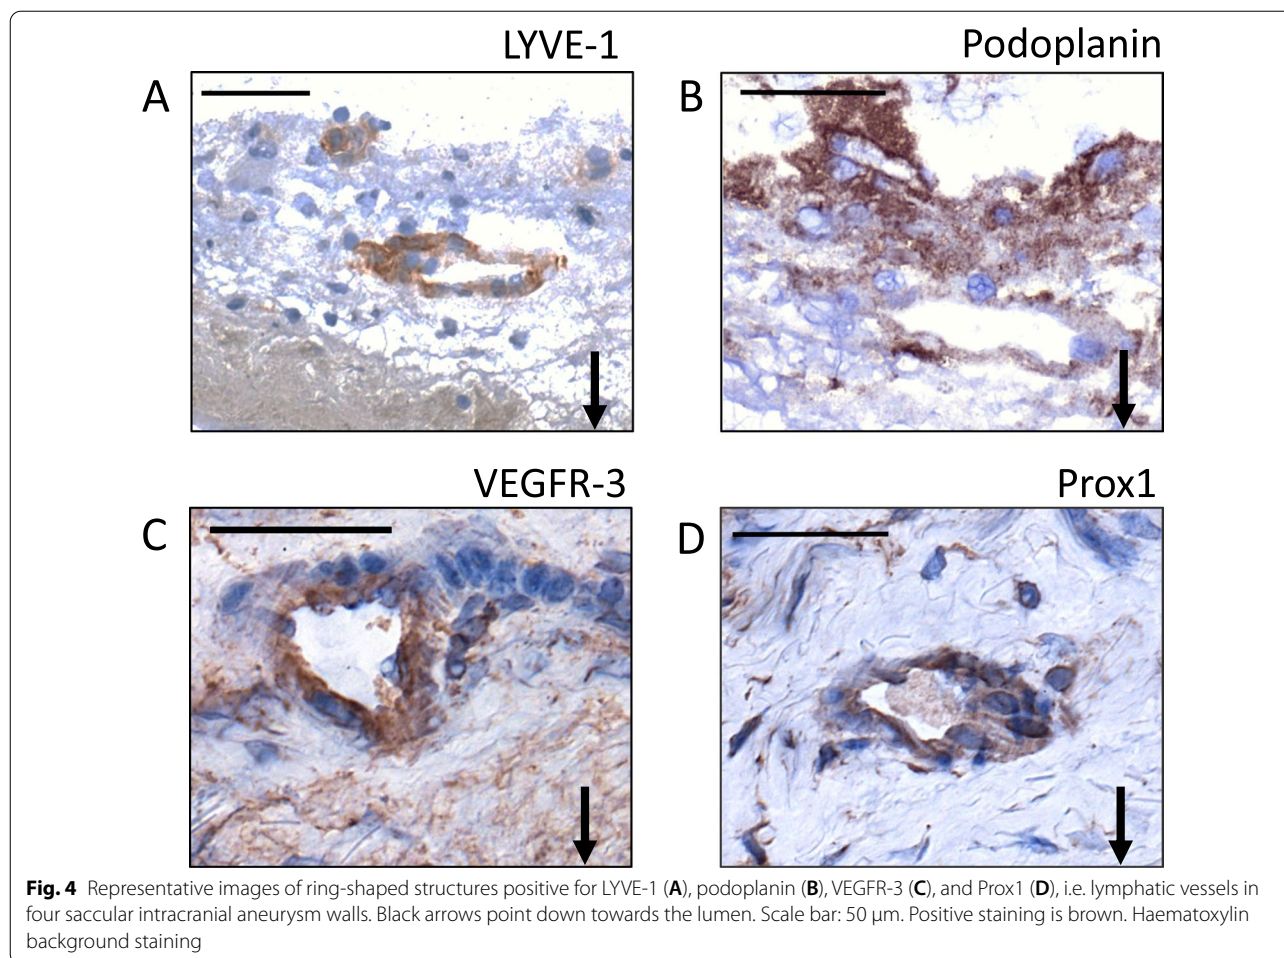 LYVE-1
Podoplanin
A
B
VEGFR-3
Prox1
C
D
Fig. 4 Representative images of ring-shaped structures positive for LYVE-1 (A), podoplanin (B), VEGFR-3 (C), and Prox1 (D), i.e. lymphatic vessels in
four saccular intracranial aneurysm walls. Black arrows point down towards the lumen. Scale bar: 50 µm. Positive staining is brown. Haematoxylin
background staining